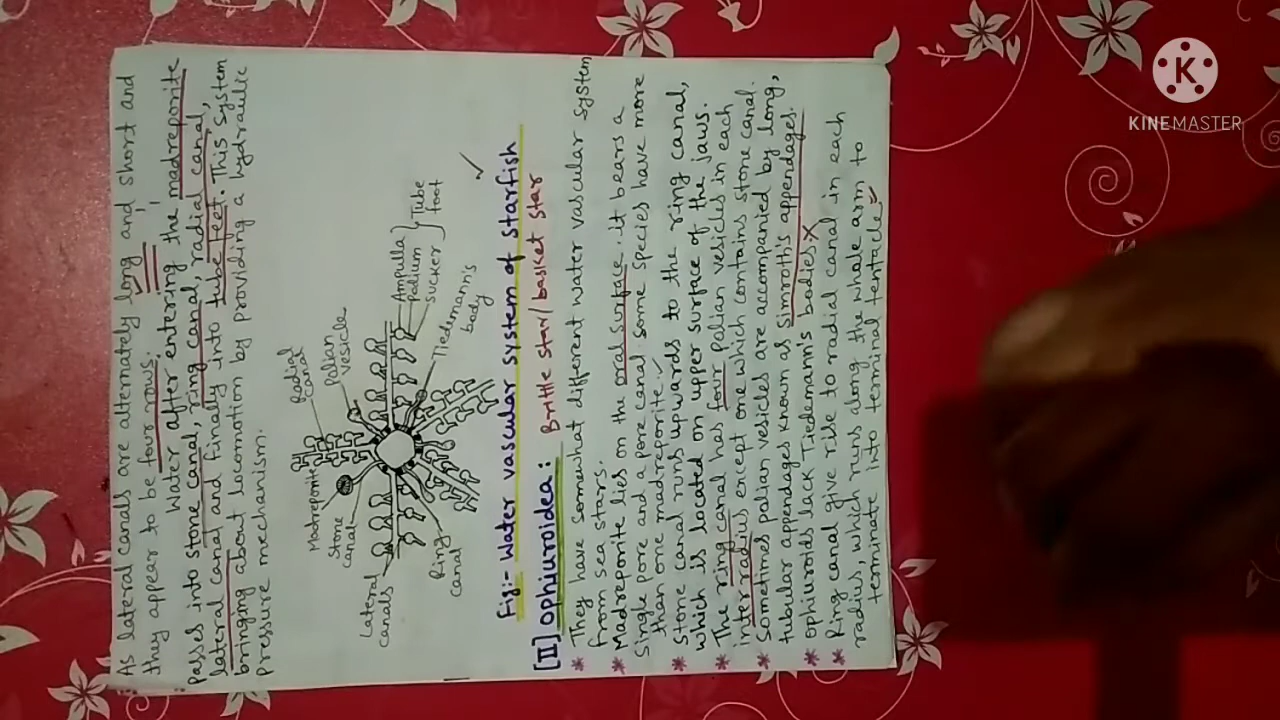 As lateral canals are alternately long and short and
they appear to be four rows.
Water after entering the madreporite
passes into stone canal, ring canal, radial canal,
lateral canal and finally into tube feet. This system
bringing about locomotion by providing a hydraulic
pressure mechanism.
Radial
canal
Madreporite
Polian
vesicle
Stone
canal
Ampulla
Podium
sucker
Tube
foot
Lateral
canals
Ring
canal
Tiedemann's
body
Fig:- Water vascular system of starfish
[II] Ophiuroidea: Brittle star/basket star
* They have somewhat different water vascular system
from sea stars.
* Madreporite lies on the oral surface. it bears a
single pore and a pore canal some species have more
than one madreporite.
* Stone canal runs upwards to the ring canal,
which is located on upper surface of the jaws.
* The ring canal has four polian vesicles in each
interradius except one which contains stone canal.
* Sometimes polian vesicles are accompanied by long,
tubular appendages known as Simroth's appendages.
* Ophiuroids lack Tiedemann's bodies.
* Ring canal give rise to radial canal in each
radius, which runs along the whale arm to
terminate into terminal tentacle
K
KINEMASTER